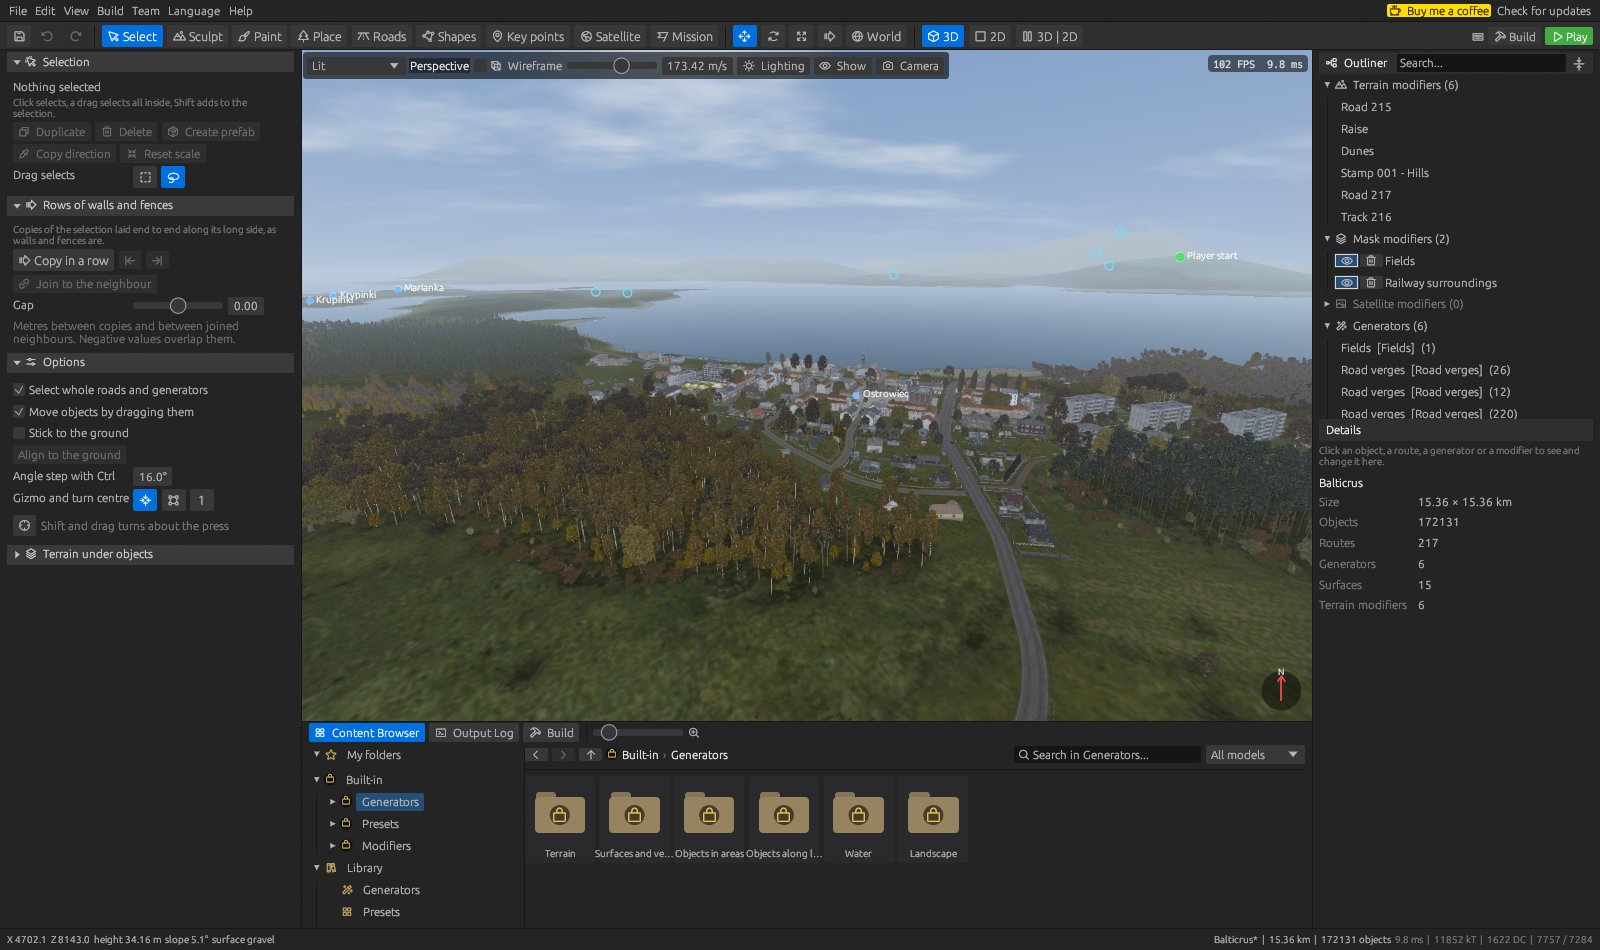 File Edit View Build Team Language Help
Buy me a coffee Check for updates
Select Sculpt Paint Place Roads Shapes Key points Satellite Mission World 3D 2D 3D | 2D Build Play
Selection
Nothing selected
Click selects, a drag selects all inside, Shift adds to the
selection.
Duplicate Delete Create prefab
Copy direction Reset scale
Drag selects
Rows of walls and fences
Copies of the selection laid end to end along its long side, as
walls and fences are.
Copy in a row
Join to the neighbour
Gap 0.00
Metres between copies and between joined
neighbours. Negative values overlap them.
Options
Select whole roads and generators
Move objects by dragging them
Stick to the ground
Align to the ground
Angle step with Ctrl 16.0°
Gizmo and turn centre 1
Shift and drag turns about the press
Terrain under objects
Lit Perspective Wireframe 173.42 m/s Lighting Show Camera
102 FPS 9.8 ms
Player start
Marianka
Krypinki
Krupinki
Ostrowiec
N
Content Browser Output Log Build
My folders
Built-in
Generators
Presets
Modifiers
Library
Generators
Presets
Built-in › Generators
Search in Generators... All models
Terrain Surfaces and ve... Objects in areas Objects along l... Water Landscape
Outliner Search...
Terrain modifiers (6)
Road 215
Raise
Dunes
Stamp 001 - Hills
Road 217
Track 216
Mask modifiers (2)
Fields
Railway surroundings
Satellite modifiers (0)
Generators (6)
Fields [Fields] (1)
Road verges [Road verges] (26)
Road verges [Road verges] (12)
Road verges [Road verges] (220)
Details
Click an object, a route, a generator or a modifier to see and
change it here.
Balticrus
Size 15.36 × 15.36 km
Objects 172131
Routes 217
Generators 6
Surfaces 15
Terrain modifiers 6
X 4702.1 Z 8143.0 height 34.16 m slope 5.1° surface gravel
Balticrus* | 15.36 km | 172131 objects 9.8 ms | 11852 kT | 1622 DC | 7757 / 7284